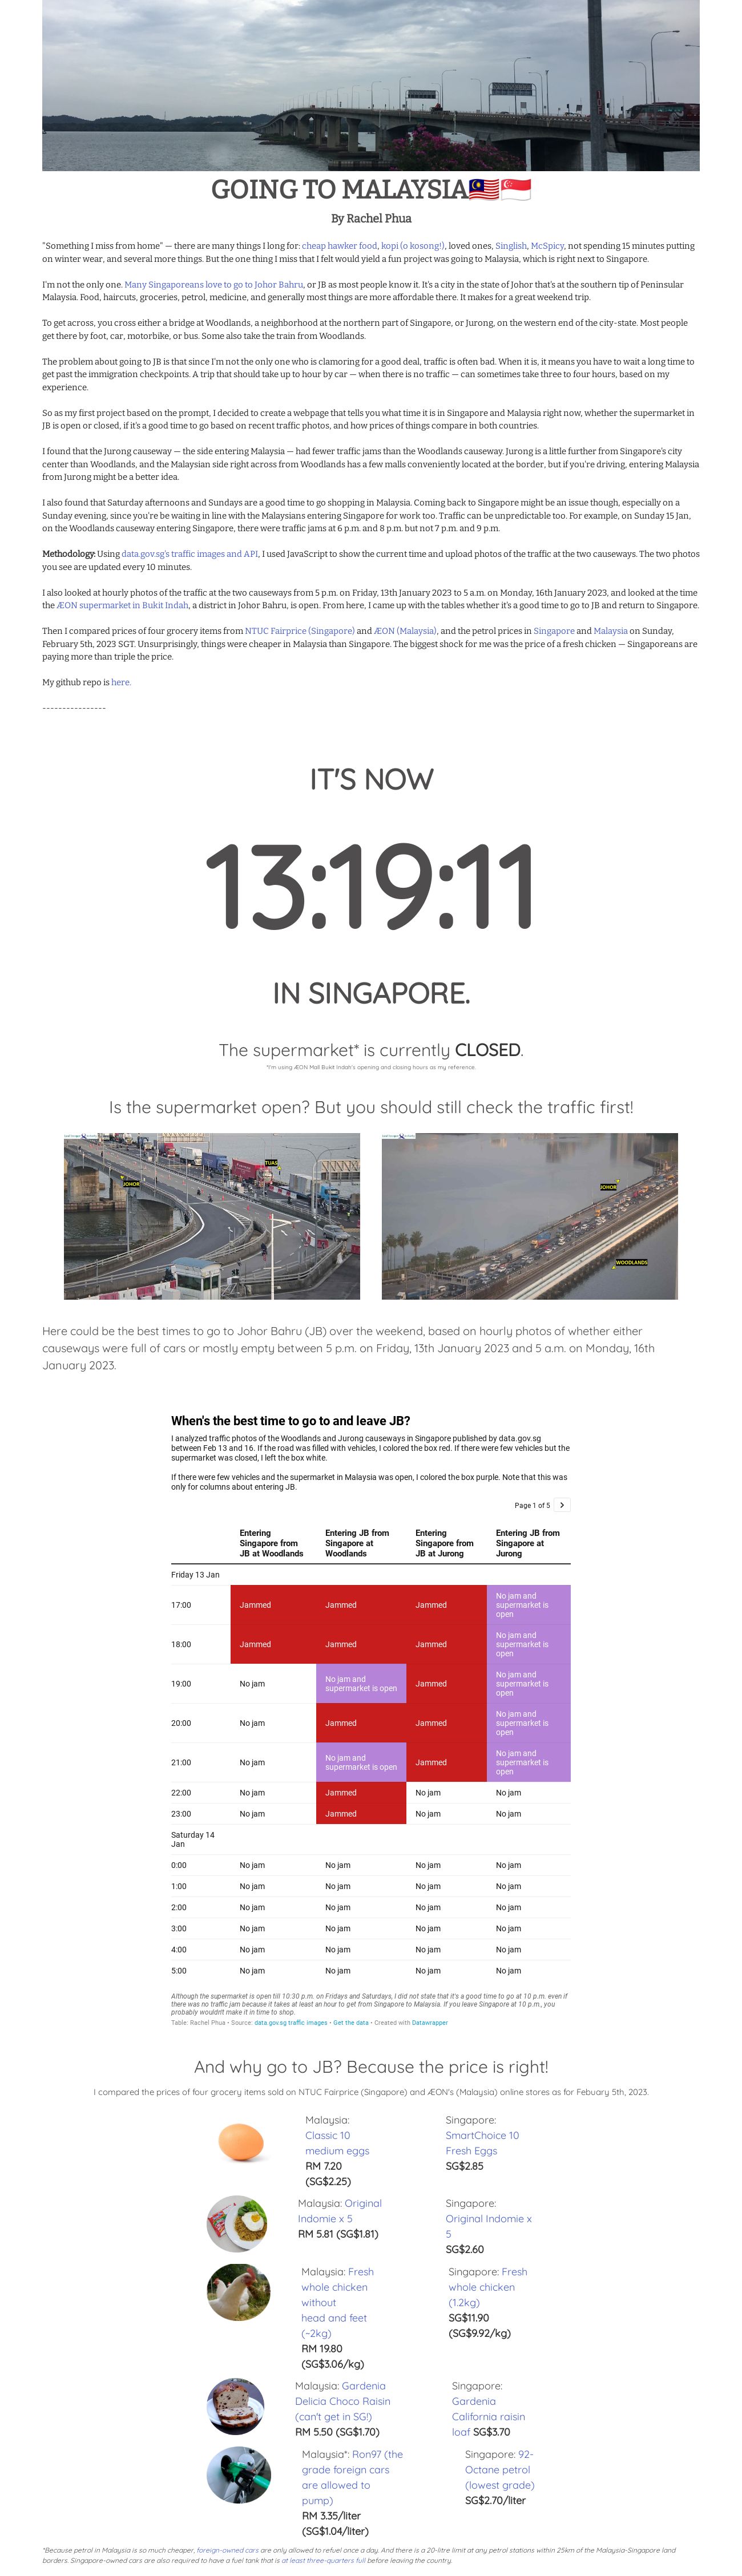 GOING TO MALAYSIA🇲🇾🇸🇬
By Rachel Phua
"Something I miss from home" — there are many things I long for: cheap hawker food, kopi (o kosong!), loved ones, Singlish, McSpicy, not spending 15 minutes putting
on winter wear, and several more things. But the one thing I miss that I felt would yield a fun project was going to Malaysia, which is right next to Singapore.
I'm not the only one. Many Singaporeans love to go to Johor Bahru, or JB as most people know it. It's a city in the state of Johor that's at the southern tip of Peninsular
Malaysia. Food, haircuts, groceries, petrol, medicine, and generally most things are more affordable there. It makes for a great weekend trip.
To get across, you cross either a bridge at Woodlands, a neighborhood at the northern part of Singapore, or Jurong, on the western end of the city-state. Most people
get there by foot, car, motorbike, or bus. Some also take the train from Woodlands.
The problem about going to JB is that since I'm not the only one who is clamoring for a good deal, traffic is often bad. When it is, it means you have to wait a long time to
get past the immigration checkpoints. A trip that should take up to hour by car — when there is no traffic — can sometimes take three to four hours, based on my
experience.
So as my first project based on the prompt, I decided to create a webpage that tells you what time it is in Singapore and Malaysia right now, whether the supermarket in
JB is open or closed, if it's a good time to go based on recent traffic photos, and how prices of things compare in both countries.
I found that the Jurong causeway — the side entering Malaysia — had fewer traffic jams than the Woodlands causeway. Jurong is a little further from Singapore's city
center than Woodlands, and the Malaysian side right across from Woodlands has a few malls conveniently located at the border, but if you're driving, entering Malaysia
from Jurong might be a better idea.
I also found that Saturday afternoons and Sundays are a good time to go shopping in Malaysia. Coming back to Singapore might be an issue though, especially on a
Sunday evening, since you're be waiting in line with the Malaysians entering Singapore for work too. Traffic can be unpredictable too. For example, on Sunday 15 Jan,
on the Woodlands causeway entering Singapore, there were traffic jams at 6 p.m. and 8 p.m. but not 7 p.m. and 9 p.m.
Methodology: Using data.gov.sg's traffic images and API, I used JavaScript to show the current time and upload photos of the traffic at the two causeways. The two photos
you see are updated every 10 minutes.
I also looked at hourly photos of the traffic at the two causeways from 5 p.m. on Friday, 13th January 2023 to 5 a.m. on Monday, 16th January 2023, and looked at the time
the ÆON supermarket in Bukit Indah, a district in Johor Bahru, is open. From here, I came up with the tables whether it's a good time to go to JB and return to Singapore.
Then I compared prices of four grocery items from NTUC Fairprice (Singapore) and ÆON (Malaysia), and the petrol prices in Singapore and Malaysia on Sunday,
February 5th, 2023 SGT. Unsurprisingly, things were cheaper in Malaysia than Singapore. The biggest shock for me was the price of a fresh chicken — Singaporeans are
paying more than triple the price.
My github repo is here.
----------------
IT'S NOW
13:19:11
IN SINGAPORE.
The supermarket* is currently CLOSED.
*I'm using ÆON Mall Bukit Indah's opening and closing hours as my reference.
Is the supermarket open? But you should still check the traffic first!
JOHOR
TUAS
JOHOR
WOODLANDS
Here could be the best times to go to Johor Bahru (JB) over the weekend, based on hourly photos of whether either
causeways were full of cars or mostly empty between 5 p.m. on Friday, 13th January 2023 and 5 a.m. on Monday, 16th
January 2023.
When's the best time to go to and leave JB?
I analyzed traffic photos of the Woodlands and Jurong causeways in Singapore published by data.gov.sg
between Feb 13 and 16. If the road was filled with vehicles, I colored the box red. If there were few vehicles but the
supermarket was closed, I left the box white.
If there were few vehicles and the supermarket in Malaysia was open, I colored the box purple. Note that this was
only for columns about entering JB.
Page 1 of 5 >
Entering Singapore from JB at Woodlands
Entering JB from Singapore at Woodlands
Entering Singapore from JB at Jurong
Entering JB from Singapore at Jurong
Friday 13 Jan
17:00 Jammed Jammed Jammed No jam and supermarket is open
18:00 Jammed Jammed Jammed No jam and supermarket is open
19:00 No jam No jam and supermarket is open Jammed No jam and supermarket is open
20:00 No jam Jammed Jammed No jam and supermarket is open
21:00 No jam No jam and supermarket is open Jammed No jam and supermarket is open
22:00 No jam Jammed No jam No jam
23:00 No jam Jammed No jam No jam
Saturday 14 Jan
0:00 No jam No jam No jam No jam
1:00 No jam No jam No jam No jam
2:00 No jam No jam No jam No jam
3:00 No jam No jam No jam No jam
4:00 No jam No jam No jam No jam
5:00 No jam No jam No jam No jam
Although the supermarket is open till 10:30 p.m. on Fridays and Saturdays, I did not state that it's a good time to go at 10 p.m. even if
there was no traffic jam because it takes at least an hour to get from Singapore to Malaysia. If you leave Singapore at 10 p.m., you
probably wouldn't make it in time to shop.
Table: Rachel Phua • Source: data.gov.sg traffic images • Get the data • Created with Datawrapper
And why go to JB? Because the price is right!
I compared the prices of four grocery items sold on NTUC Fairprice (Singapore) and ÆON's (Malaysia) online stores as for Febuary 5th, 2023.
Malaysia:
Classic 10
medium eggs
RM 7.20
(SG$2.25)
Singapore:
SmartChoice 10
Fresh Eggs
SG$2.85
Malaysia: Original
Indomie x 5
RM 5.81 (SG$1.81)
Singapore:
Original Indomie x
5
SG$2.60
Malaysia: Fresh
whole chicken
without
head and feet
(~2kg)
RM 19.80
(SG$3.06/kg)
Singapore: Fresh
whole chicken
(1.2kg)
SG$11.90
(SG$9.92/kg)
Malaysia: Gardenia
Delicia Choco Raisin
(can't get in SG!)
RM 5.50 (SG$1.70)
Singapore:
Gardenia
California raisin
loaf SG$3.70
Malaysia*: Ron97 (the
grade foreign cars
are allowed to
pump)
RM 3.35/liter
(SG$1.04/liter)
Singapore: 92-
Octane petrol
(lowest grade)
SG$2.70/liter
*Because petrol in Malaysia is so much cheaper, foreign-owned cars are only allowed to refuel once a day. And there is a 20-litre limit at any petrol stations within 25km of the Malaysia-Singapore land
borders. Singapore-owned cars are also required to have a fuel tank that is at least three-quarters full before leaving the country.